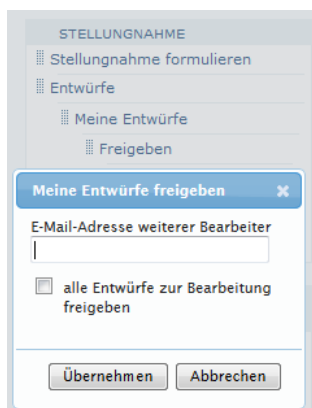 STELLUNGNAHME
Stellungnahme formulieren
Entwürfe
Meine Entwürfe
Freigeben
Meine Entwürfe freigeben
E-Mail-Adresse weiterer Bearbeiter
alle Entwürfe zur Bearbeitung
freigeben
Übernehmen Abbrechen